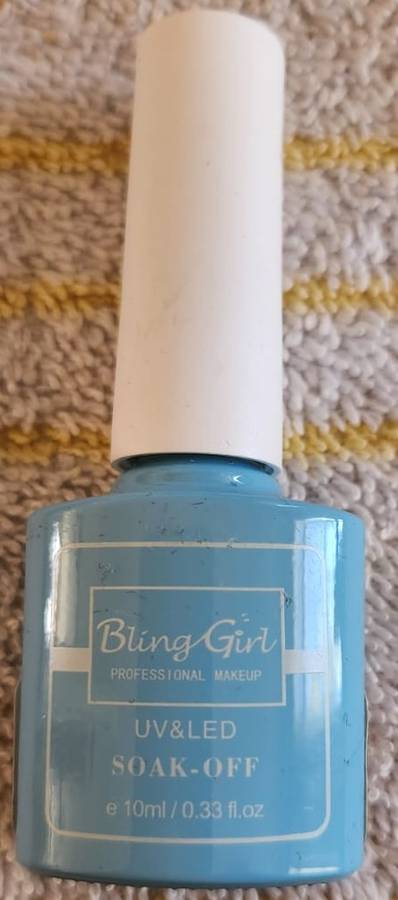 Bling Girl
PROFESSIONAL MAKEUP
UV&LED
SOAK-OFF
e 10ml / 0.33 fl.oz